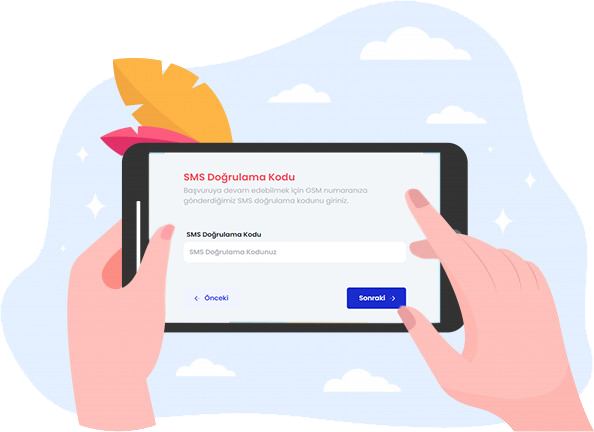 SMS Doğrulama Kodu
Başvuruya devam edebilmek için GSM numaranıza
gönderdiğimiz SMS doğrulama kodunu giriniz.
SMS Doğrulama Kodu
SMS Doğrulama Kodunuz
Önceki
Sonraki